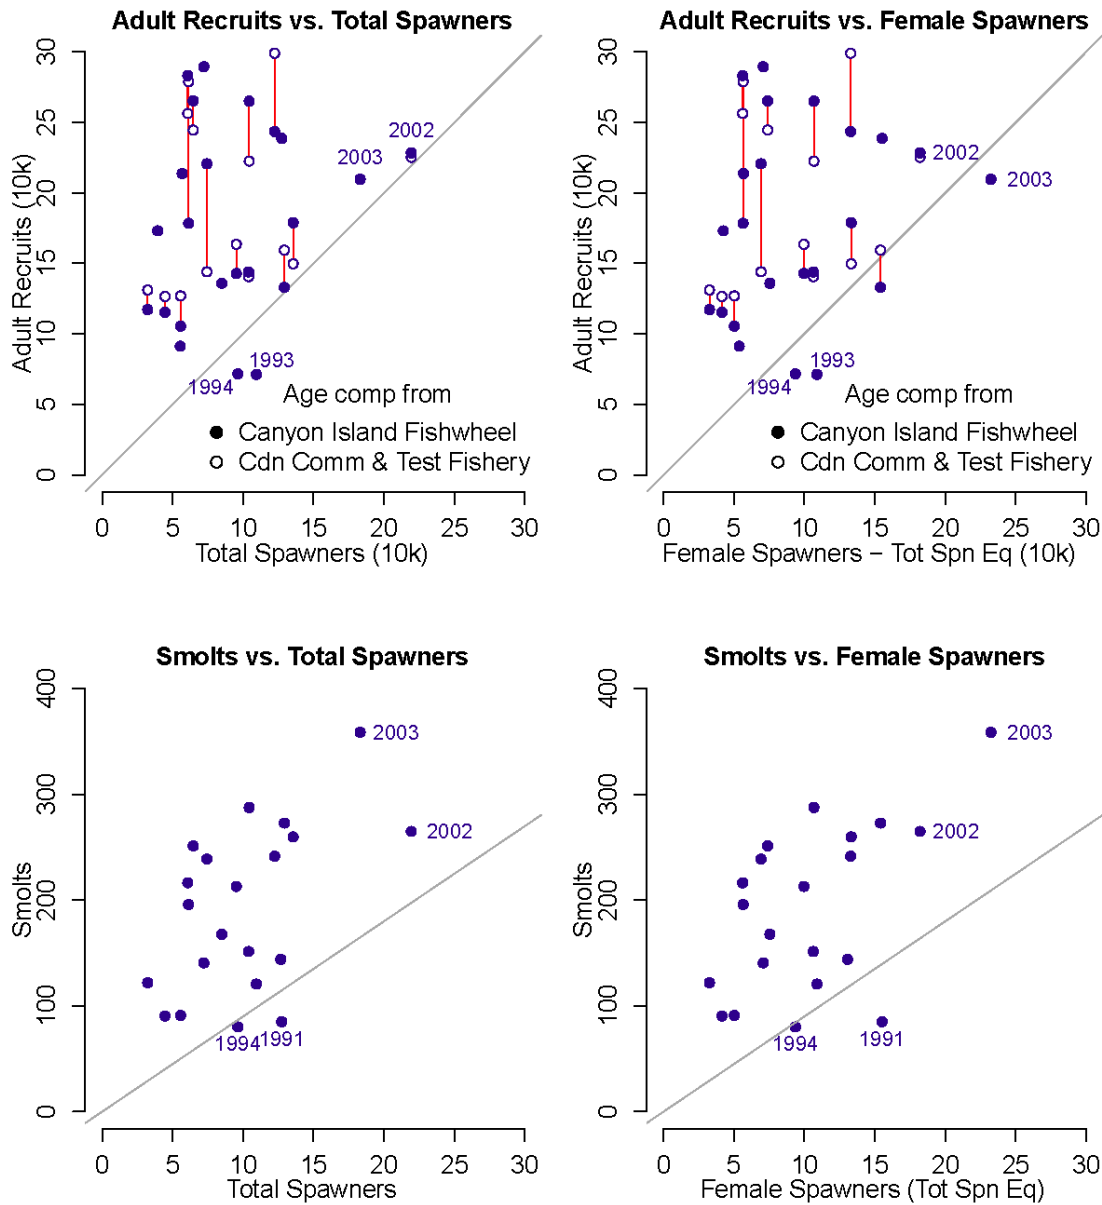 Adult Recruits vs. Total Spawners
Adult Recruits (10k)
30
25
20
15
10
5
0
2002
2003
1993
1994
Age comp from
Canyon Island Fishwheel
Cdn Comm & Test Fishery
0 5 10 15 20 25 30
Total Spawners (10k)
Adult Recruits vs. Female Spawners
Adult Recruits (10k)
30
25
20
15
10
5
0
2002
2003
1993
1994
Age comp from
Canyon Island Fishwheel
Cdn Comm & Test Fishery
0 5 10 15 20 25 30
Female Spawners − Tot Spn Eq (10k)
Smolts vs. Total Spawners
Smolts
400
300
200
100
0
2003
2002
1994
1991
0 5 10 15 20 25 30
Total Spawners
Smolts vs. Female Spawners
Smolts
400
300
200
100
0
2003
2002
1994
1991
0 5 10 15 20 25 30
Female Spawners (Tot Spn Eq)